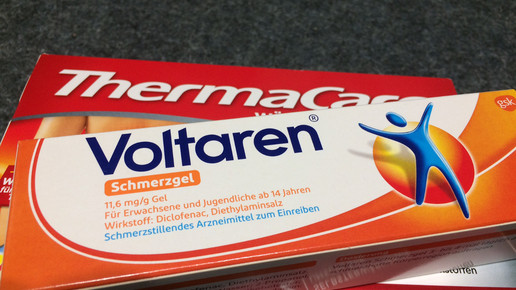 ThermaCare
gsk
Voltaren®
Schmerzgel
11,6 mg/g Gel
Für Erwachsene und Jugendliche ab 14 Jahren
Wirkstoff: Diclofenac, Diethylaminsalz
Schmerzstillendes Arzneimittel zum Einreiben